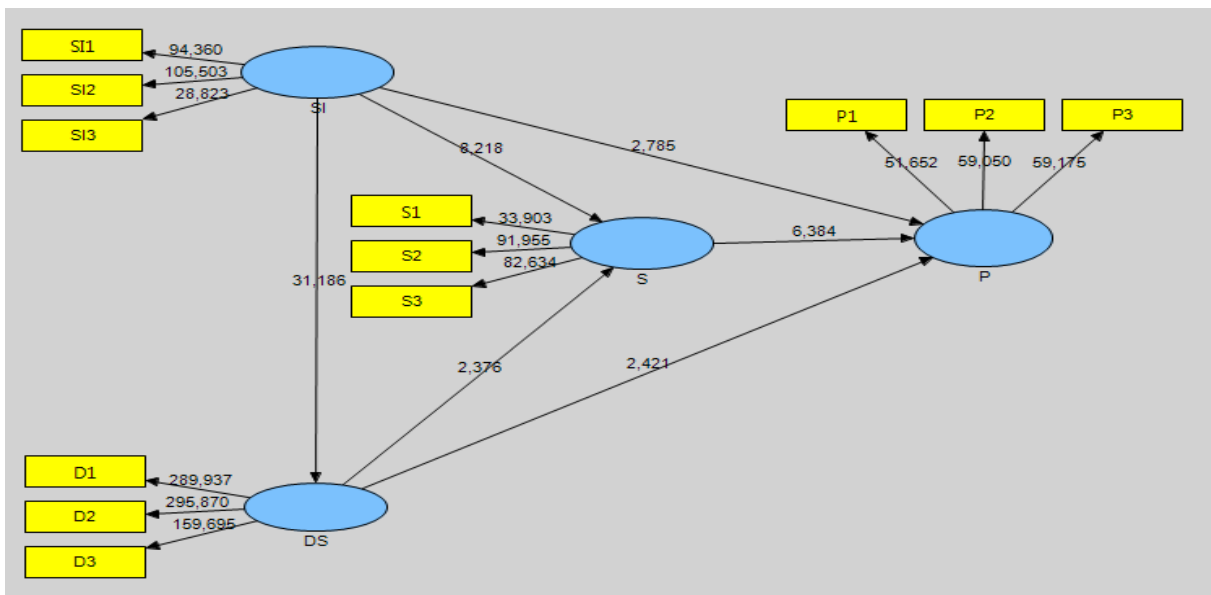 SI1
94,360
SI2
105,503
SI3
28,823
SI
8,218
2,785
P1
P2
P3
51,652
59,050
59,175
S1
33,903
S2
91,955
S3
82,634
S
6,384
P
31,186
2,376
2,421
D1
289,937
D2
295,870
D3
159,695
DS